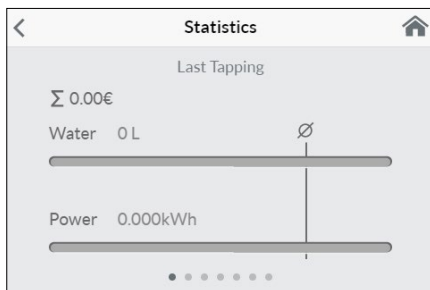 Statistics
Last Tapping
Σ 0.00€
Water 0 L Ø
Power 0.000kWh